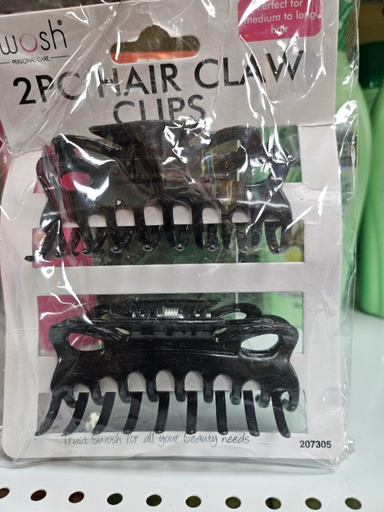 wosh
PERSONAL CARE
perfect for
medium to long
hair
2PC HAIR CLAW
CLIPS
Trust Swosh for all your beauty needs
207305